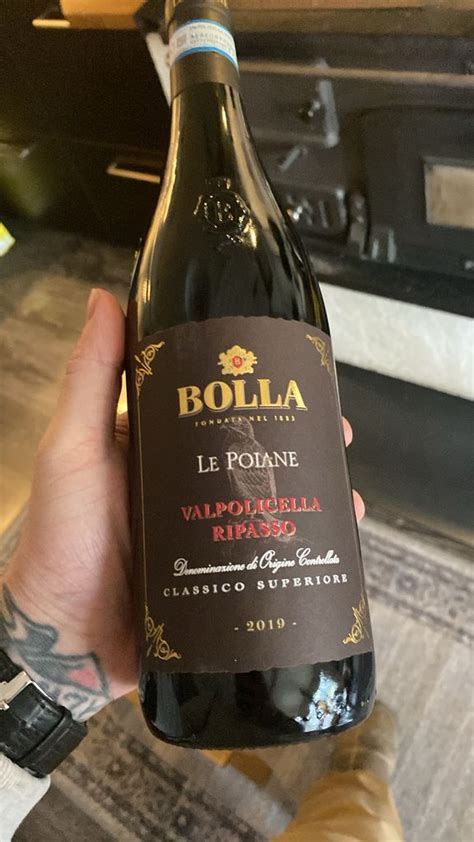 BOLLA
FONDATA NEL 1883
LE POIANE
VALPOLICELLA
RIPASSO
Denominazione di Origine Controllata
CLASSICO SUPERIORE
- 2019 -